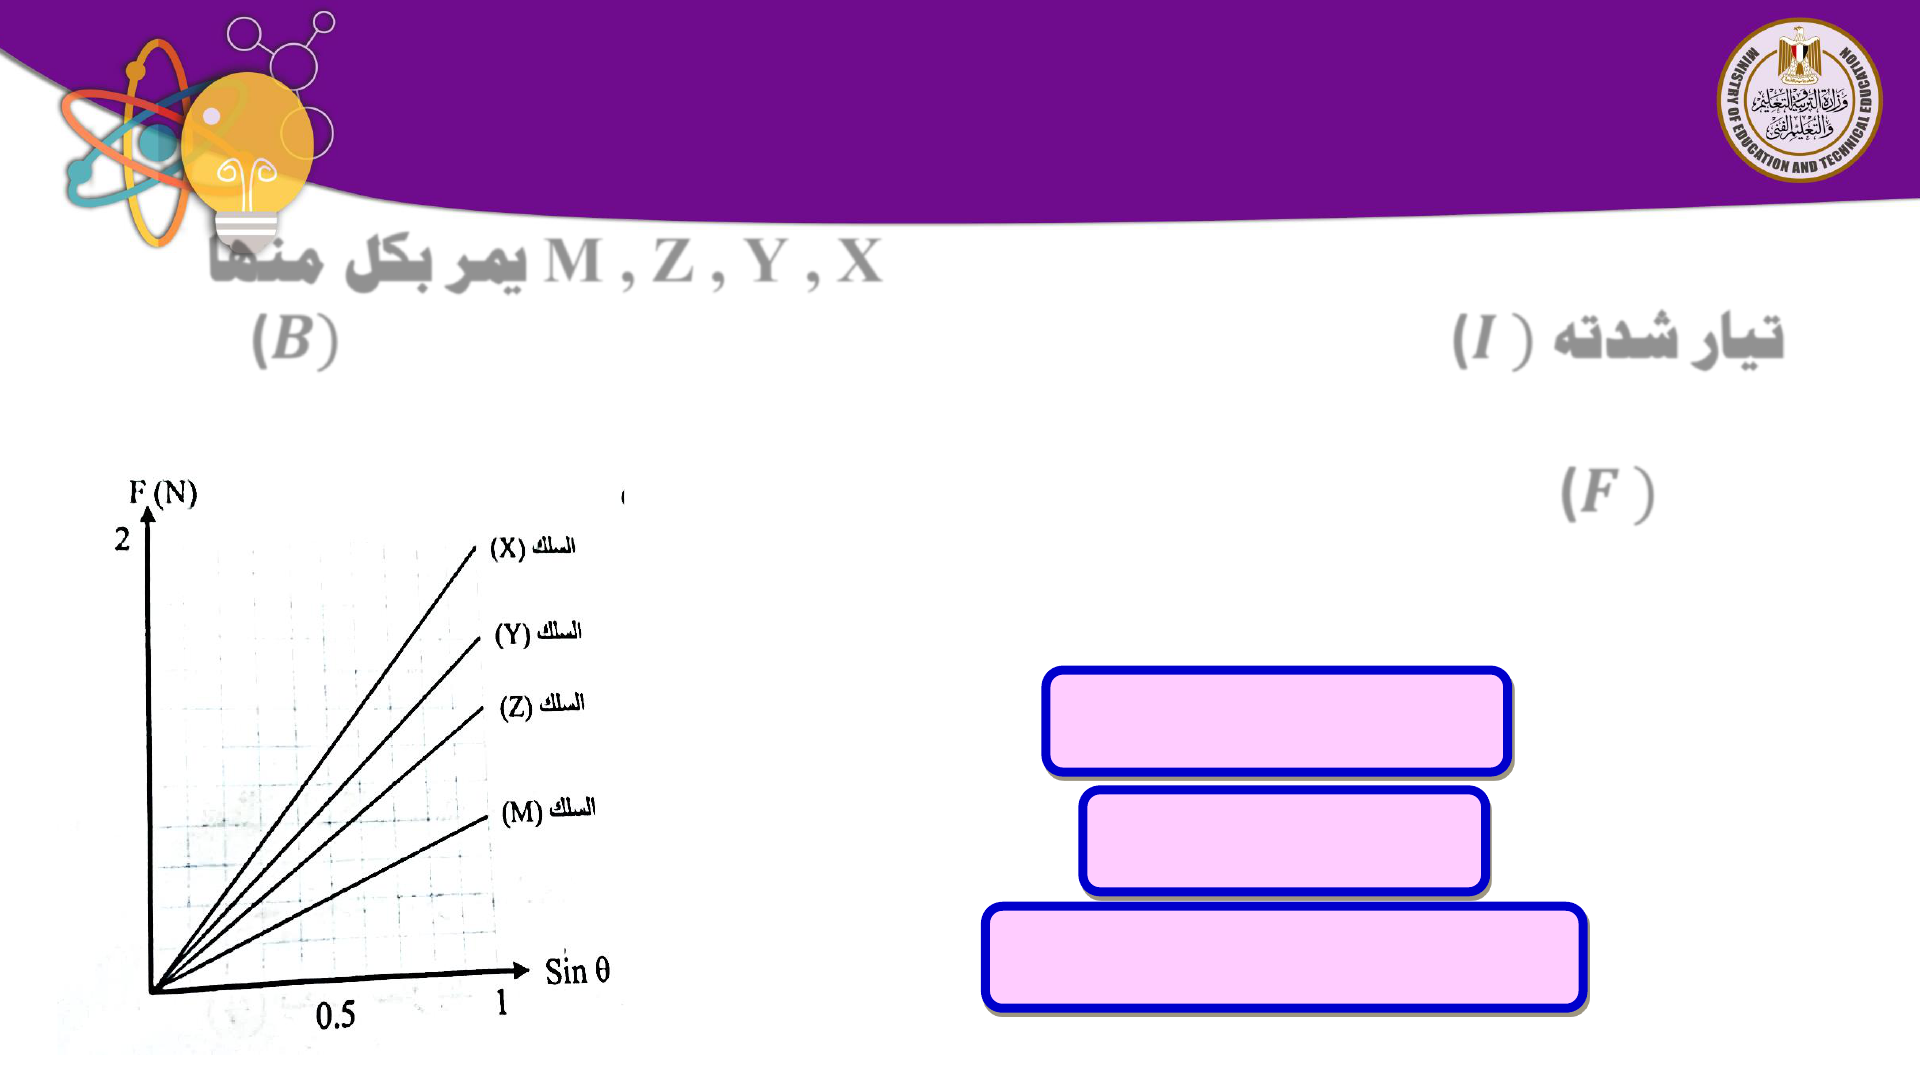 MINISTRY OF EDUCATION AND TECHNICAL EDUCATION
وزارة التربية والتعليم
والتعليم الفني
X , Y , Z , M يمر بكل منها
تيار شدته ( I )
(B)
(F )
F (N)
2
السلك (X)
السلك (Y)
السلك (Z)
السلك (M)
Sin θ
0.5
1